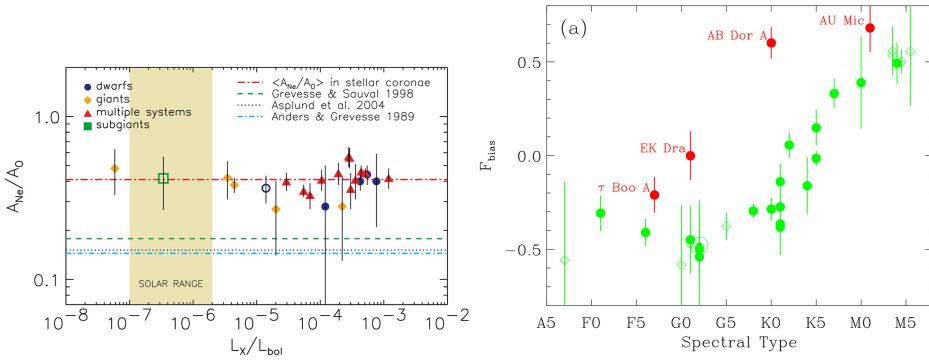 dwarfs
giants
multiple systems
subgiants
<A_Ne/A_O> in stellar coronae
Grevesse & Sauval 1998
Asplund et al. 2004
Anders & Grevesse 1989
A_Ne/A_O
1.0
0.1
SOLAR RANGE
10^-8 10^-7 10^-6 10^-5 10^-4 10^-3 10^-2
L_X/L_bol
(a)
AU Mic
AB Dor A
EK Dra
τ Boo A
F_bias
0.5
0.0
−0.5
A5 F0 F5 G0 G5 K0 K5 M0 M5
Spectral Type